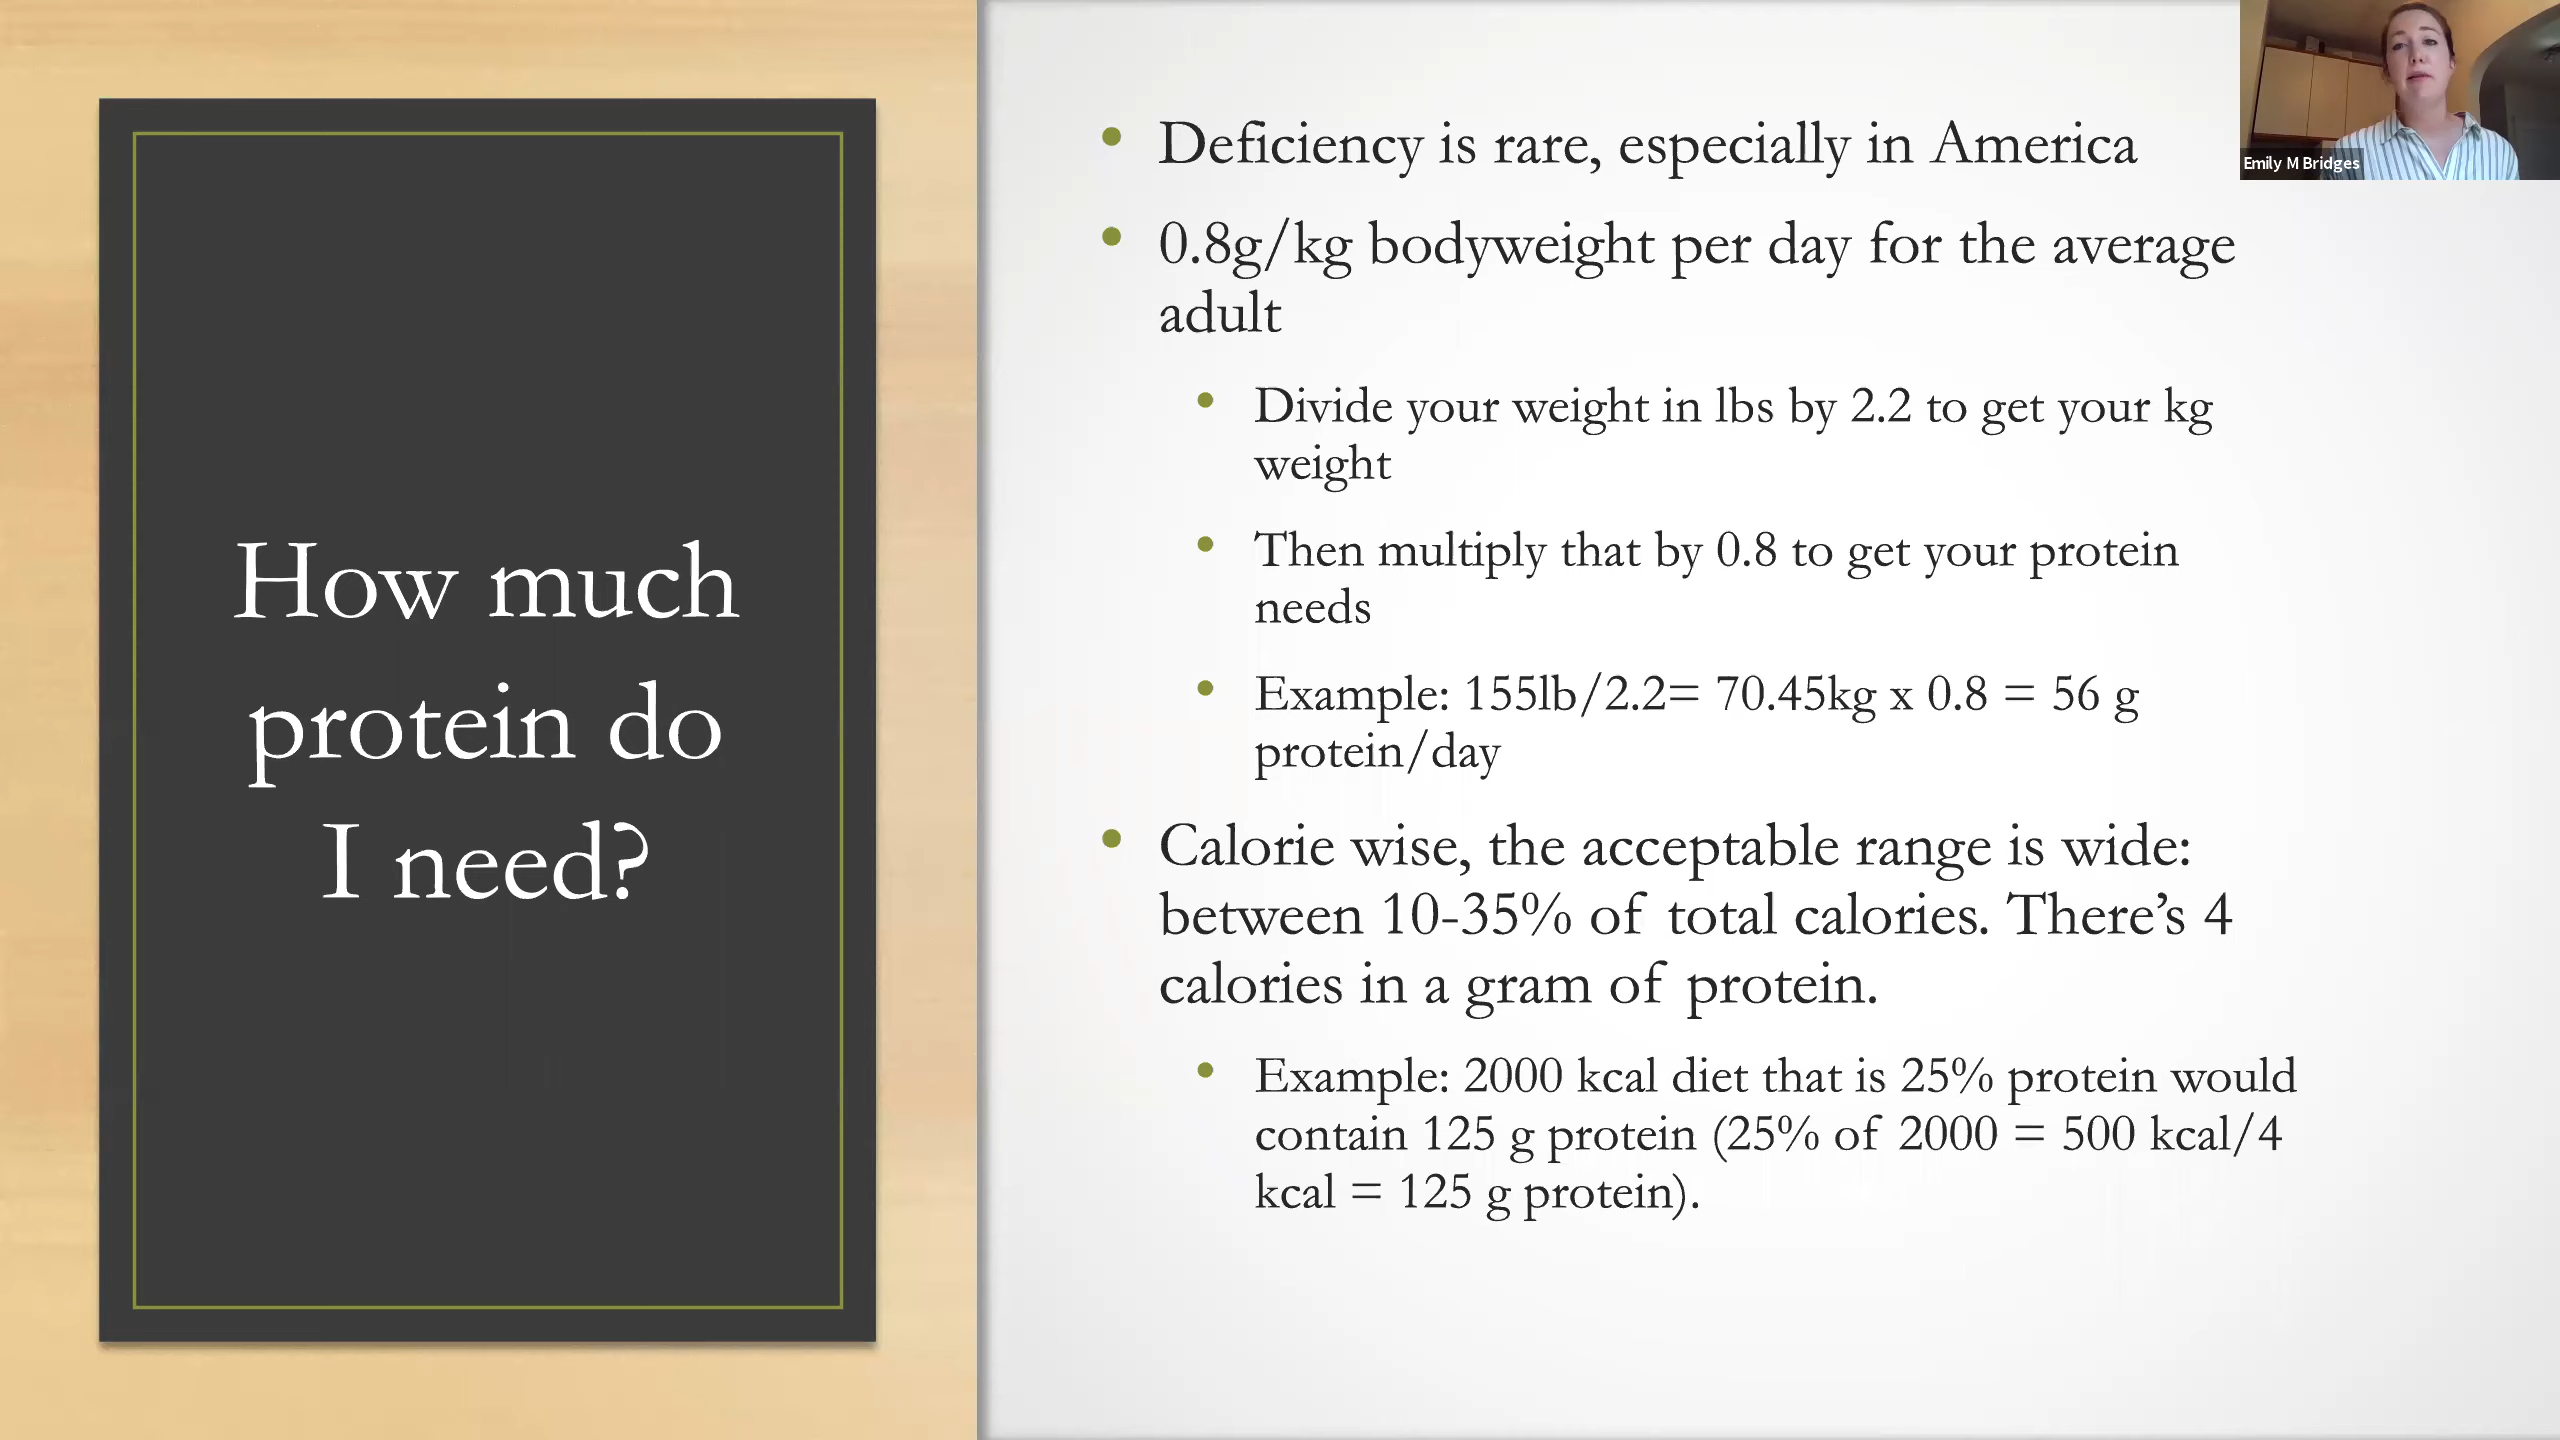 How much
protein do
I need?
• Deficiency is rare, especially in America
• 0.8g/kg bodyweight per day for the average
adult
• Divide your weight in lbs by 2.2 to get your kg
weight
• Then multiply that by 0.8 to get your protein
needs
• Example: 155lb/2.2= 70.45kg x 0.8 = 56 g
protein/day
• Calorie wise, the acceptable range is wide:
between 10-35% of total calories. There’s 4
calories in a gram of protein.
• Example: 2000 kcal diet that is 25% protein would
contain 125 g protein (25% of 2000 = 500 kcal/4
kcal = 125 g protein).
Emily M Bridges